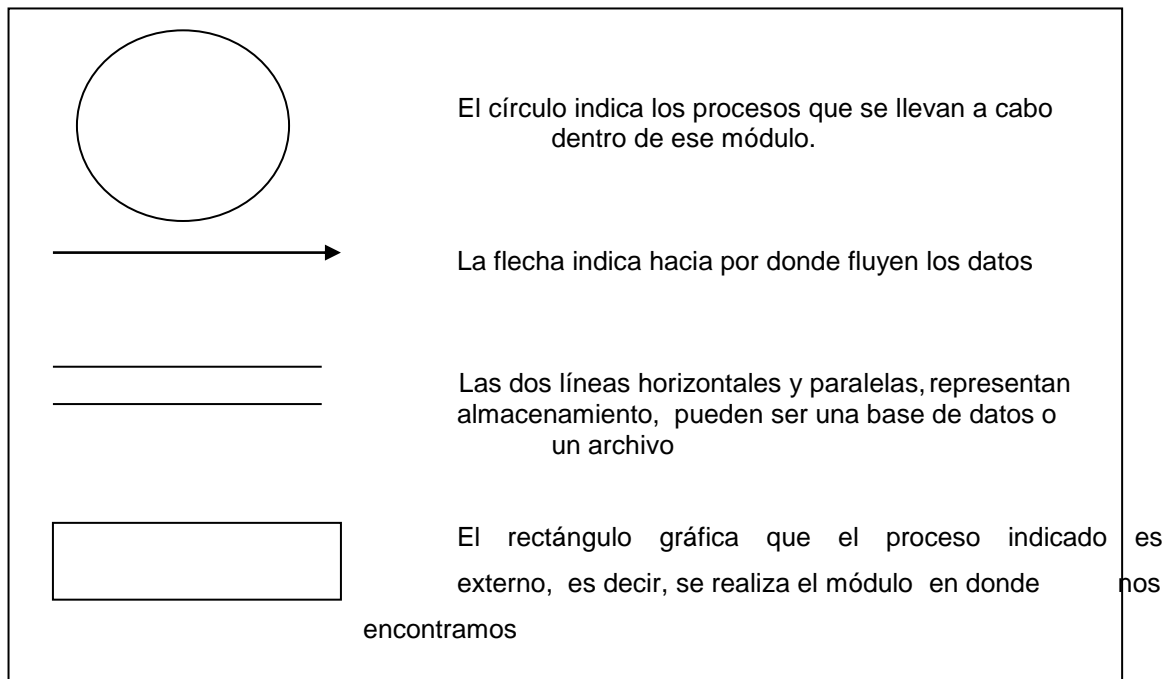 El círculo indica los procesos que se llevan a cabo
dentro de ese módulo.
La flecha indica hacia por donde fluyen los datos
Las dos líneas horizontales y paralelas, representan
almacenamiento, pueden ser una base de datos o
un archivo
El rectángulo gráfica que el proceso indicado es
externo, es decir, se realiza el módulo en donde nos
encontramos